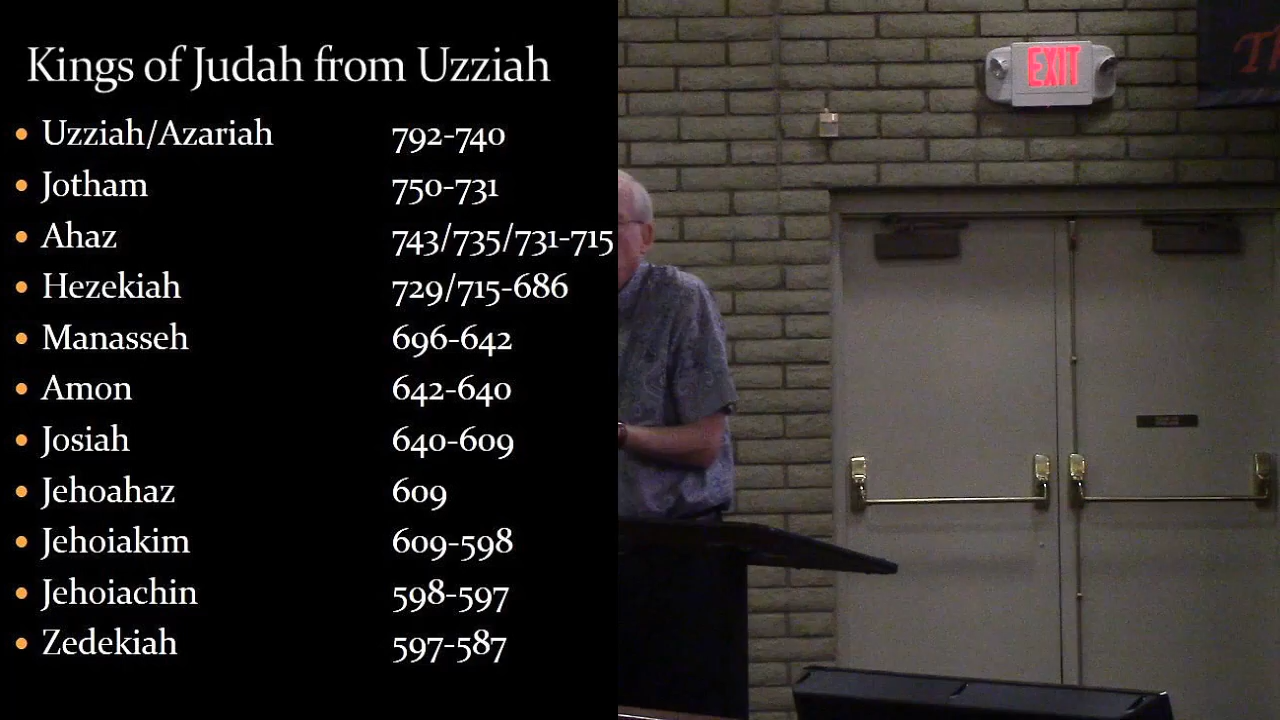 Kings of Judah from Uzziah
• Uzziah/Azariah 792-740
• Jotham 750-731
• Ahaz 743/735/731-715
• Hezekiah 729/715-686
• Manasseh 696-642
• Amon 642-640
• Josiah 640-609
• Jehoahaz 609
• Jehoiakim 609-598
• Jehoiachin 598-597
• Zedekiah 597-587
EXIT